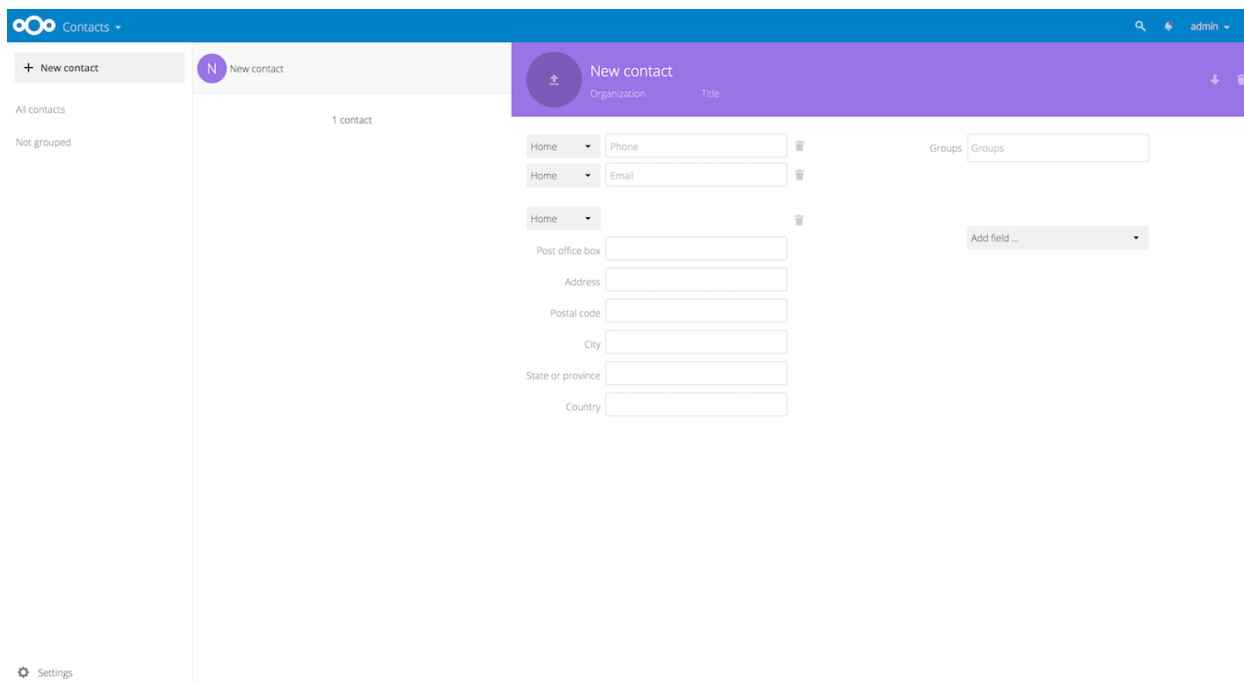 Contacts
admin
New contact
All contacts
Not grouped
Settings
N New contact
1 contact
New contact
Organization Title
Home Phone
Home Email
Home
Post office box
Address
Postal code
City
State or province
Country
Groups Groups
Add field ...